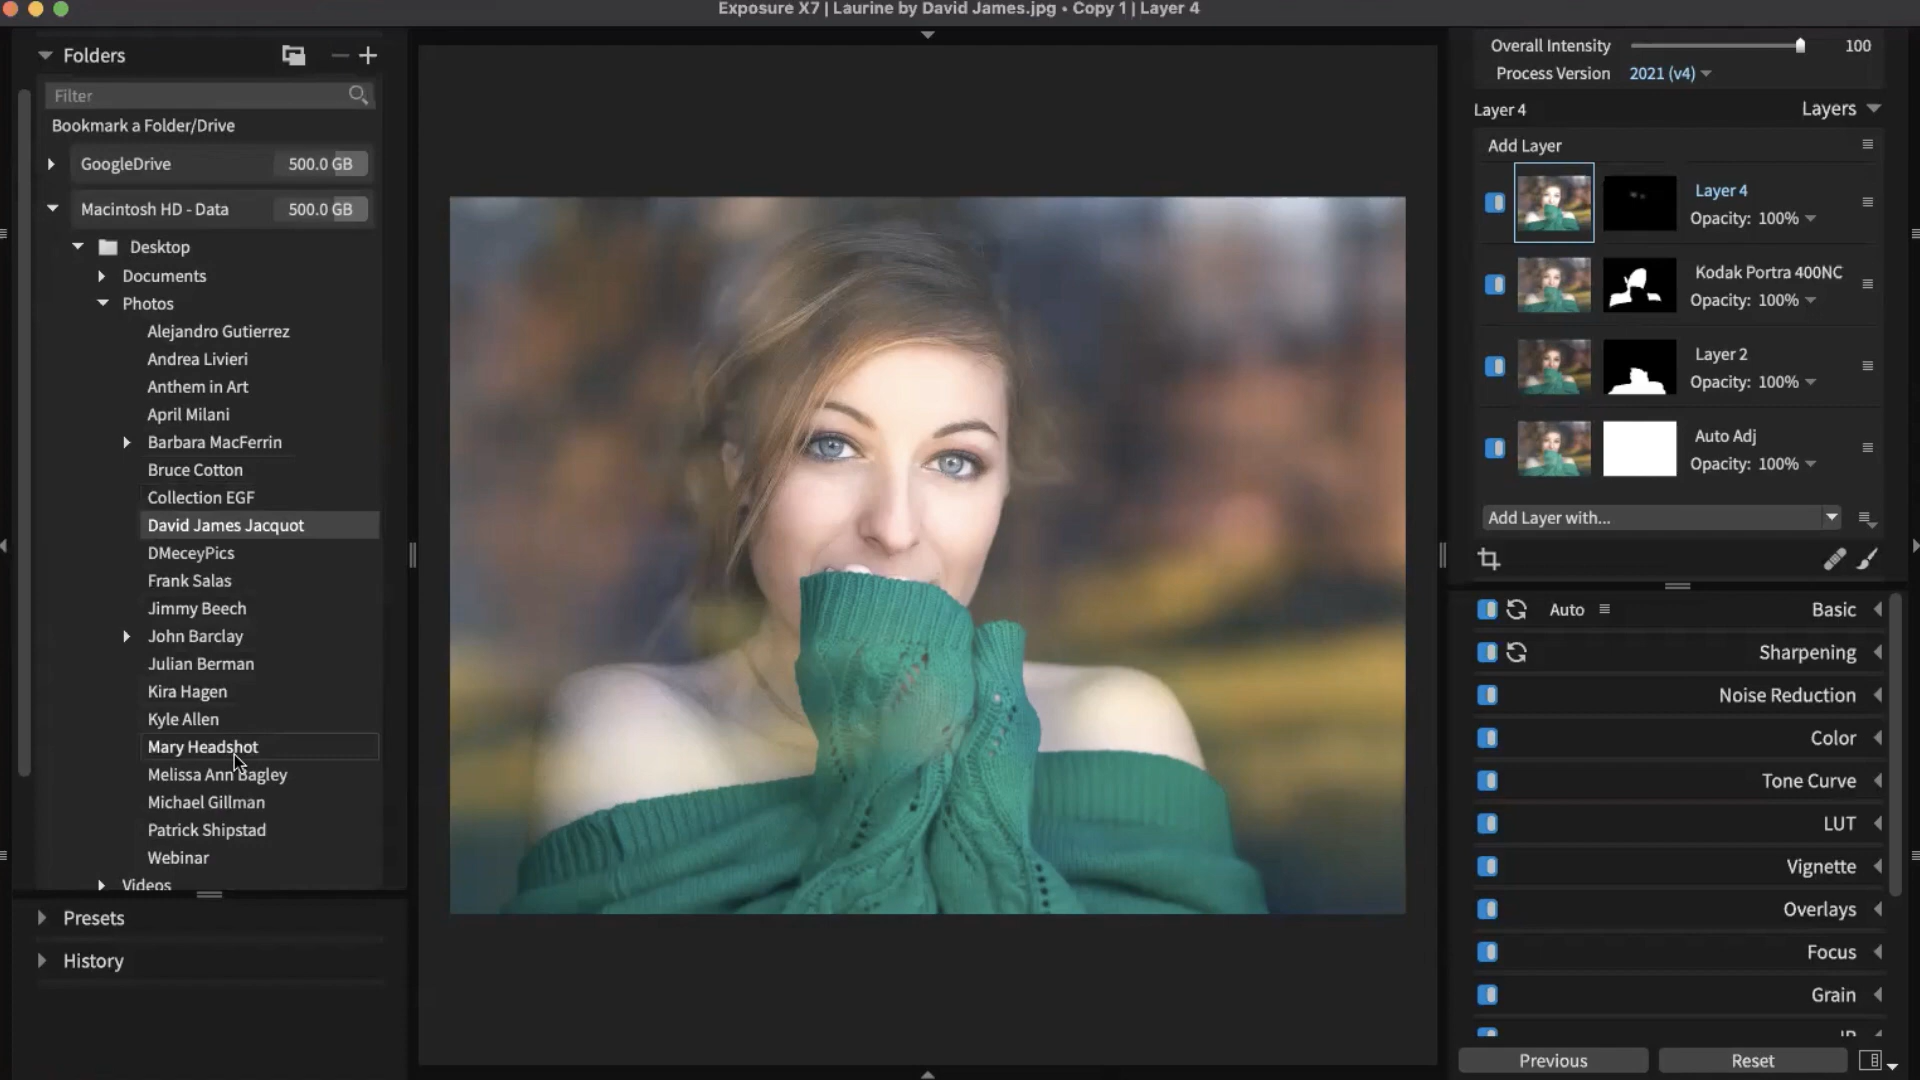 Exposure X7 | Laurine by David James.jpg • Copy 1 | Layer 4
Folders
Filter
Bookmark a Folder/Drive
GoogleDrive 500.0 GB
Macintosh HD - Data 500.0 GB
Desktop
Documents
Photos
Alejandro Gutierrez
Andrea Livieri
Anthem in Art
April Milani
Barbara MacFerrin
Bruce Cotton
Collection EGF
David James Jacquot
DMeceyPics
Frank Salas
Jimmy Beech
John Barclay
Julian Berman
Kira Hagen
Kyle Allen
Mary Headshot
Melissa Ann Bagley
Michael Gillman
Patrick Shipstad
Webinar
Videos
Presets
History
Overall Intensity 100
Process Version 2021 (v4)
Layer 4 Layers
Add Layer
Layer 4
Opacity: 100%
Kodak Portra 400NC
Opacity: 100%
Layer 2
Opacity: 100%
Auto Adj
Opacity: 100%
Add Layer with...
Auto Basic
Sharpening
Noise Reduction
Color
Tone Curve
LUT
Vignette
Overlays
Focus
Grain
Previous Reset